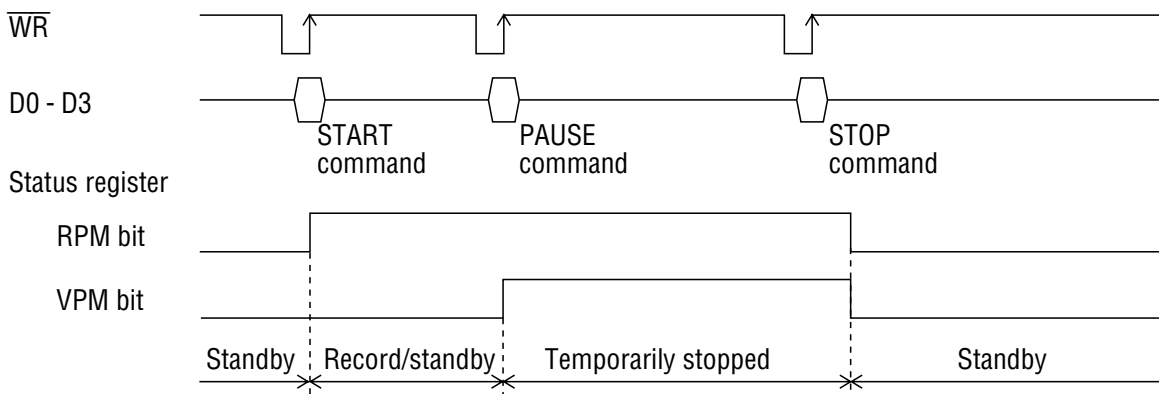 WR
D0 - D3
START
command
PAUSE
command
STOP
command
Status register
RPM bit
VPM bit
Standby Record/standby Temporarily stopped Standby